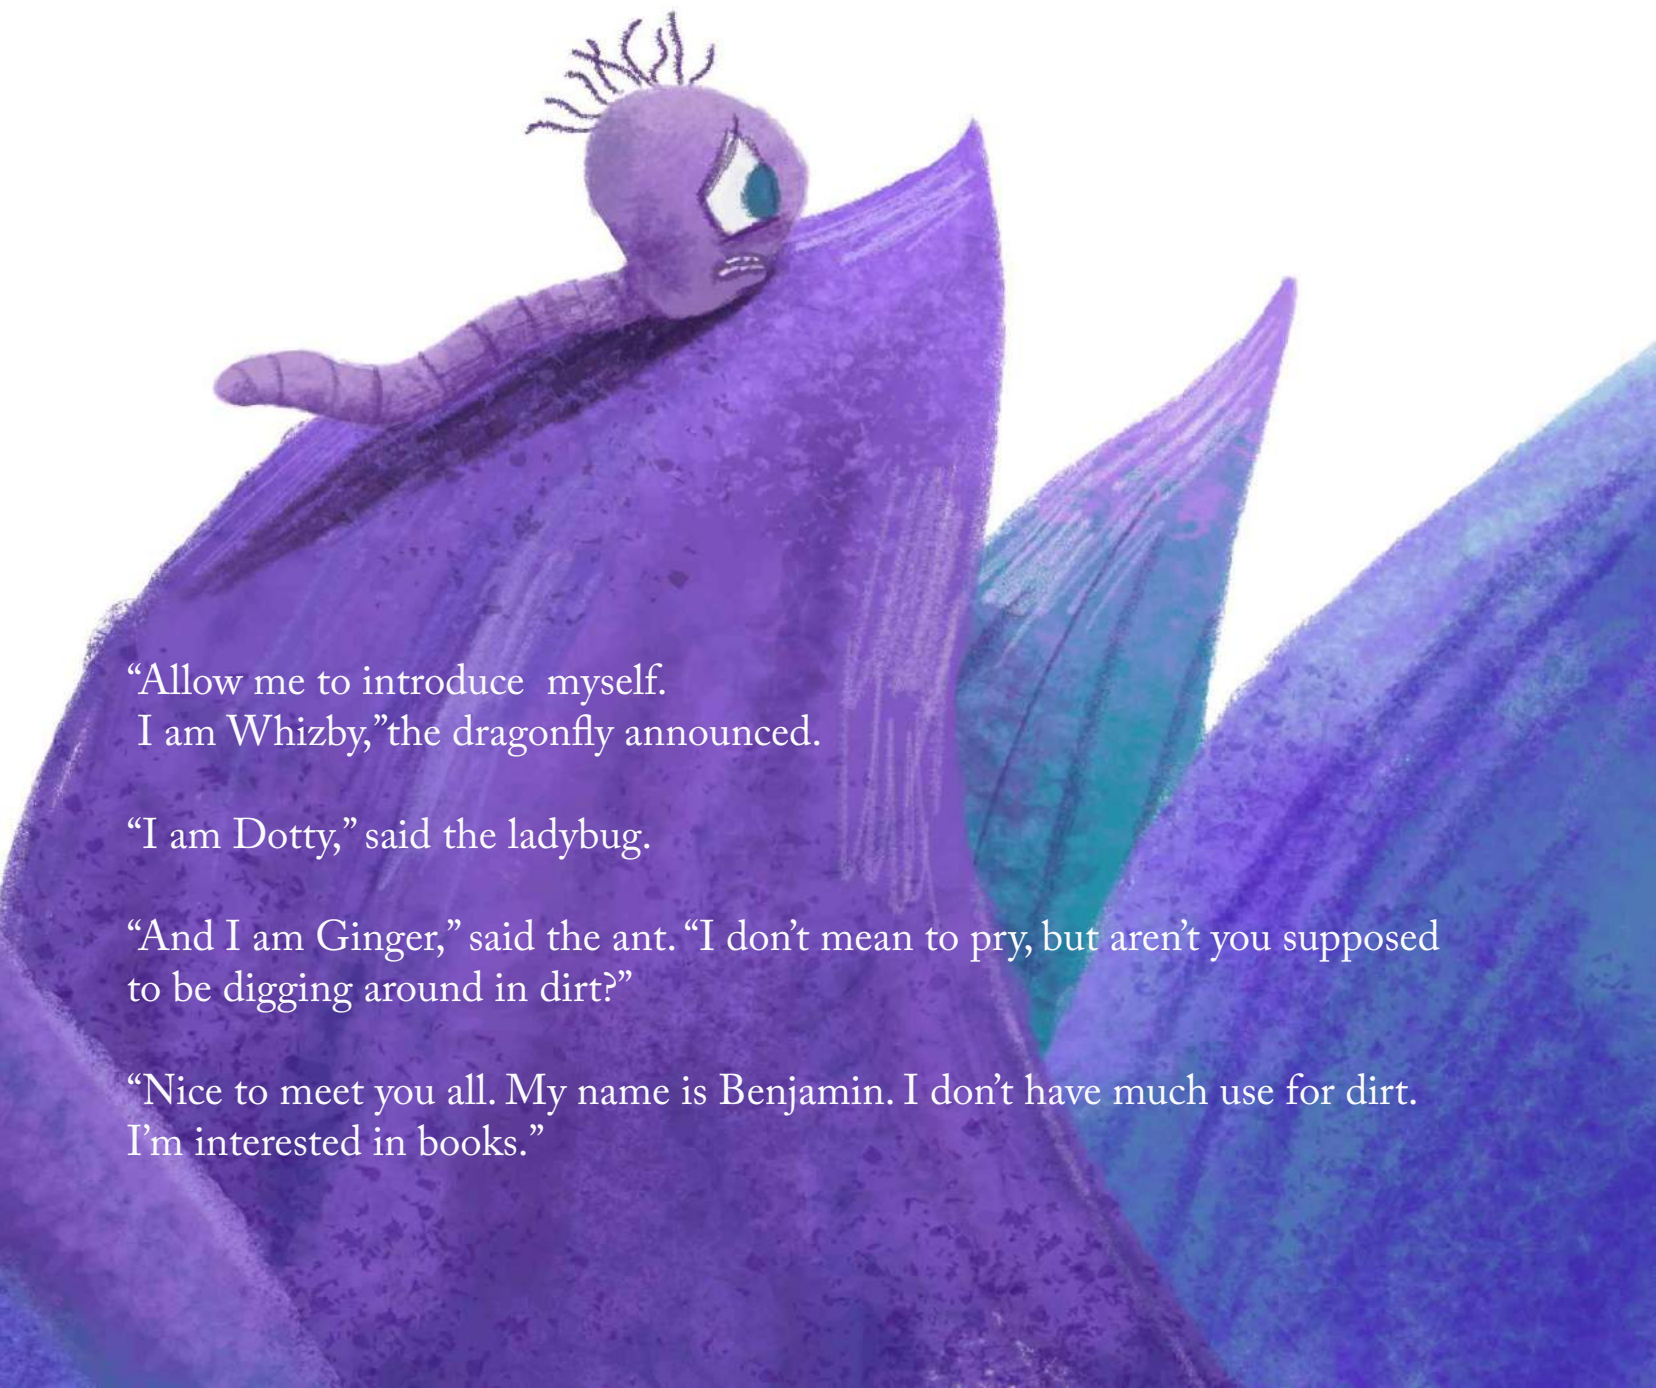 “Allow me to introduce  myself.
I am Whizby,”the dragonfly announced.
“I am Dotty,” said the ladybug.
“And I am Ginger,” said the ant. “I don’t mean to pry, but aren’t you supposed
to be digging around in dirt?”
“Nice to meet you all. My name is Benjamin. I don’t have much use for dirt.
I’m interested in books.”